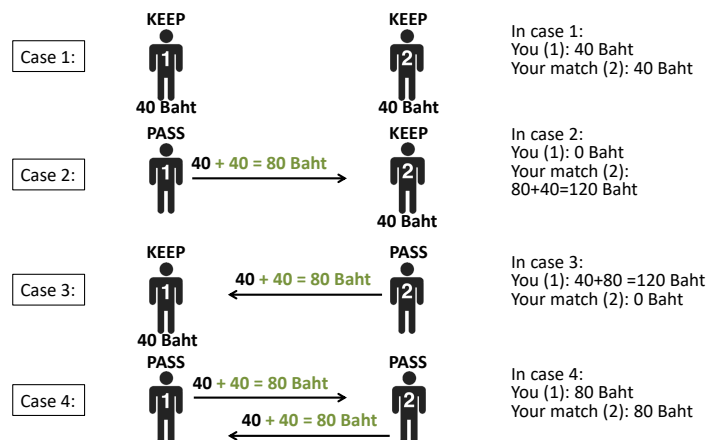 KEEP KEEP
Case 1:
1 2
40 Baht 40 Baht
In case 1:
You (1): 40 Baht
Your match (2): 40 Baht
PASS KEEP
Case 2:
1 40 + 40 = 80 Baht 2
40 Baht
In case 2:
You (1): 0 Baht
Your match (2):
80+40=120 Baht
KEEP PASS
Case 3:
1 40 + 40 = 80 Baht 2
40 Baht
In case 3:
You (1): 40+80 =120 Baht
Your match (2): 0 Baht
PASS PASS
Case 4:
40 + 40 = 80 Baht
1 2
40 + 40 = 80 Baht
In case 4:
You (1): 80 Baht
Your match (2): 80 Baht